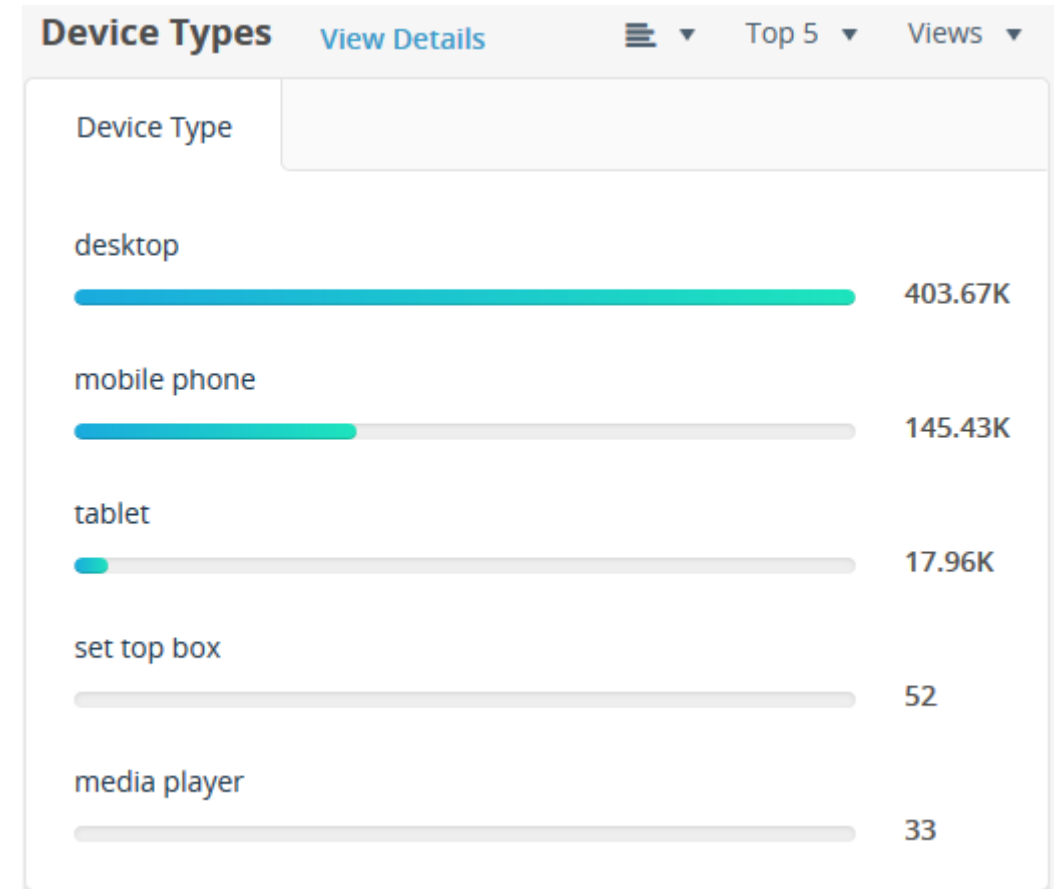 Device Types View Details Top 5 Views
Device Type
desktop
403.67K
mobile phone
145.43K
tablet
17.96K
set top box
52
media player
33